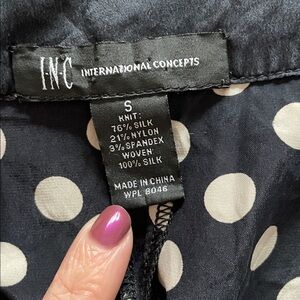 I·N·C INTERNATIONAL CONCEPTS
S
KNIT:
76% SILK
21% NYLON
3% SPANDEX
WOVEN:
100% SILK
MADE IN CHINA
WPL 8046